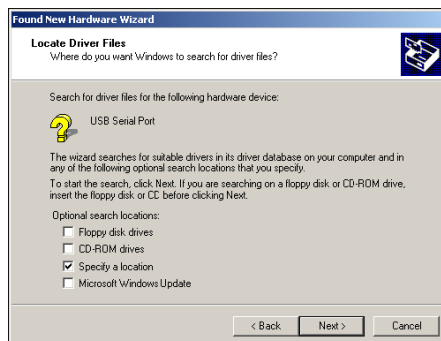 Found New Hardware Wizard
Locate Driver Files
Where do you want Windows to search for driver files?
Search for driver files for the following hardware device:
USB Serial Port
The wizard searches for suitable drivers in its driver database on your computer and in
any of the following optional search locations that you specify.
To start the search, click Next. If you are searching on a floppy disk or CD-ROM drive,
insert the floppy disk or CD before clicking Next.
Optional search locations:
Floppy disk drives
CD-ROM drives
Specify a location
Microsoft Windows Update
< Back
Next >
Cancel